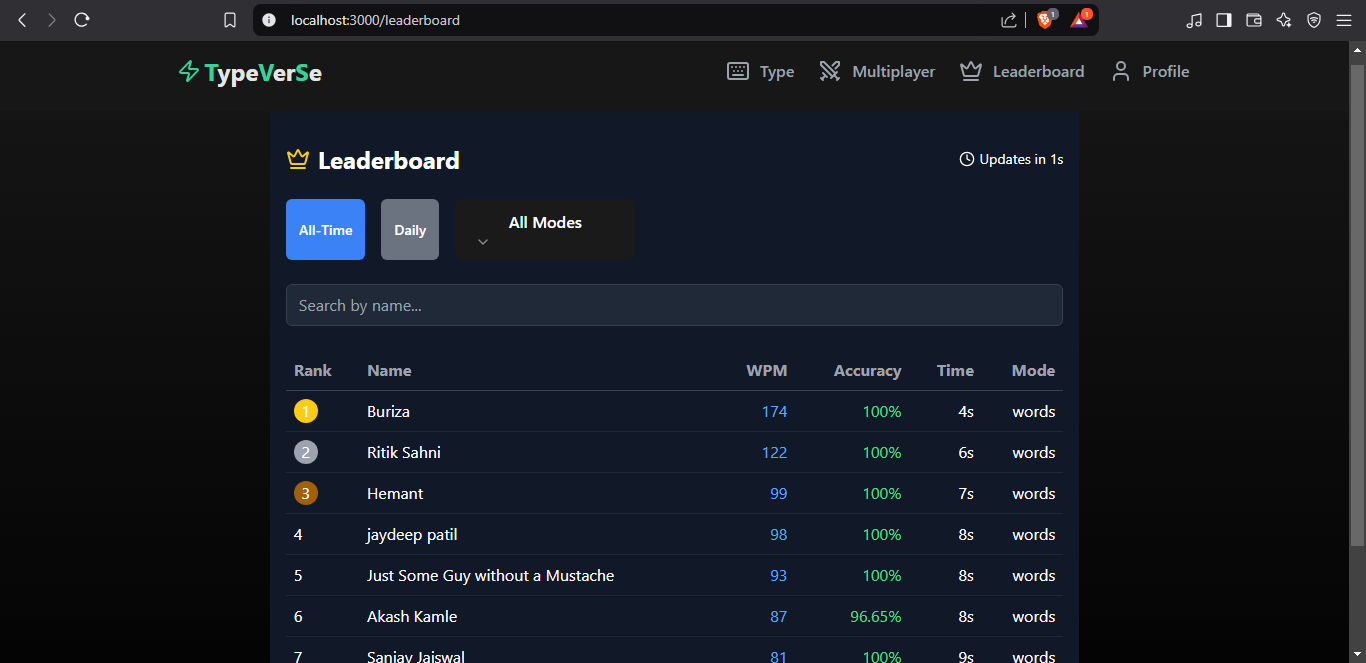 localhost:3000/leaderboard
1
1
TypeVerSe
Type
Multiplayer
Leaderboard
Profile
Leaderboard
Updates in 1s
All-Time
Daily
All Modes
Search by name...
Rank Name WPM Accuracy Time Mode
1 Buriza 174 100% 4s words
2 Ritik Sahni 122 100% 6s words
3 Hemant 99 100% 7s words
4 jaydeep patil 98 100% 8s words
5 Just Some Guy without a Mustache 93 100% 8s words
6 Akash Kamle 87 96.65% 8s words
7 Sanjay Jaiswal 81 100% 9s words